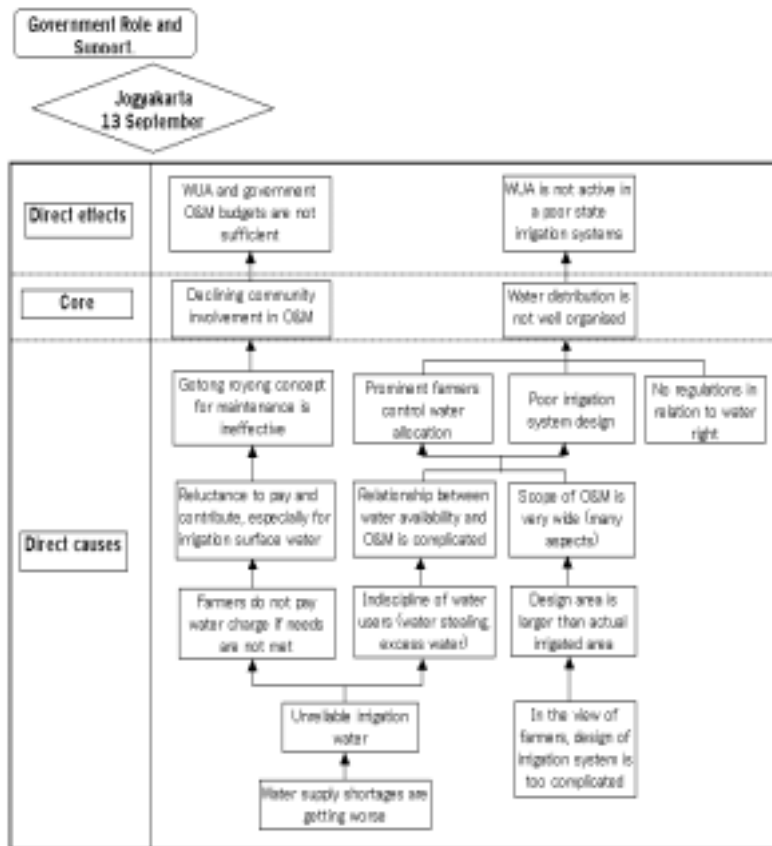 Government Role and
Support.
Jogyakarta
13 September
Direct effects
WUA and government
O&M budgets are not
sufficient
WUA is not active in
a poor state
irrigation systems
Core
Declining community
involvement in O&M
Water distribution is
not well organised
Direct causes
Gotong royong concept
for maintenance is
ineffective
Prominent farmers
control water
allocation
Poor irrigation
system design
No regulations in
relation to water
right
Reluctance to pay and
contribute, especially for
irrigation surface water
Relationship between
water availability and
O&M is complicated
Scope of O&M is
very wide (many
aspects)
Farmers do not pay
water charge if needs
are not met
Indiscipline of water
users (water stealing,
excess water)
Design area is
larger than actual
irrigated area
Unreliable irrigation
water
In the view of
farmers, design of
irrigation system is
too complicated
Water supply shortages are
getting worse